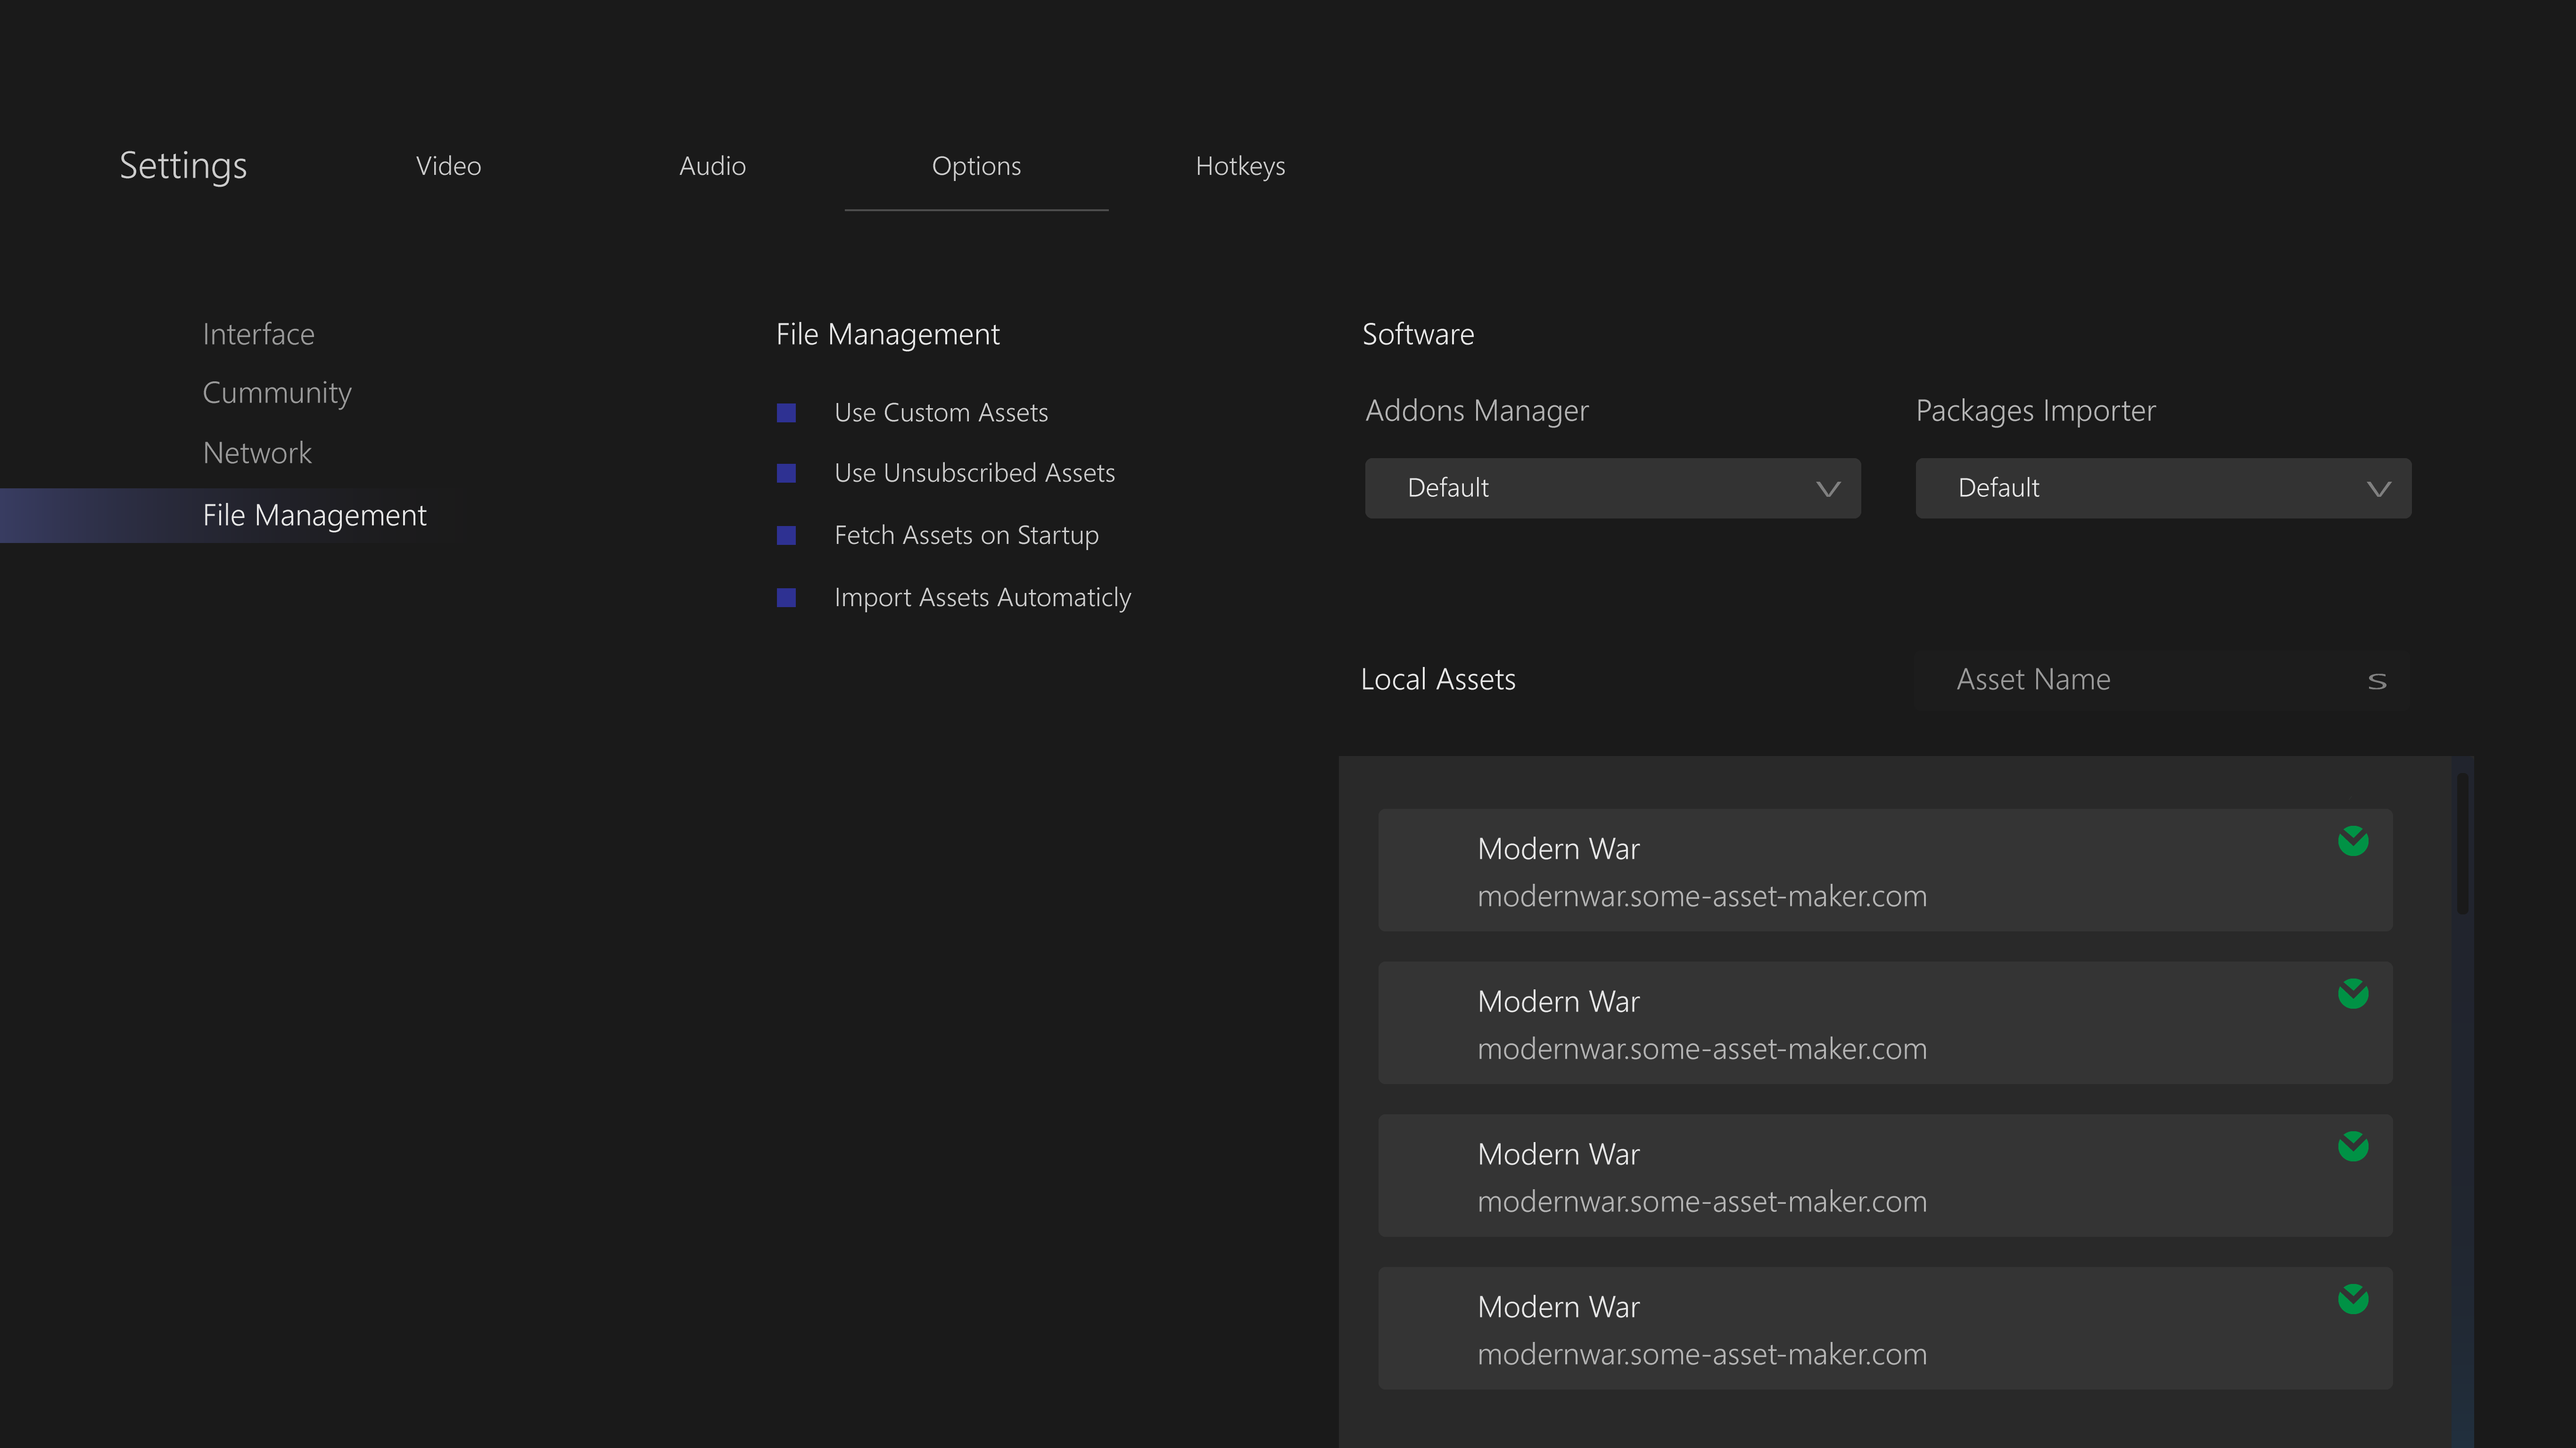 Settings
Video
Audio
Options
Hotkeys
Interface
Cummunity
Network
File Management
File Management
Use Custom Assets
Use Unsubscribed Assets
Fetch Assets on Startup
Import Assets Automaticly
Software
Addons Manager
Packages Importer
Default
Default
Local Assets
Asset Name
S
Modern War
modernwar.some-asset-maker.com
Modern War
modernwar.some-asset-maker.com
Modern War
modernwar.some-asset-maker.com
Modern War
modernwar.some-asset-maker.com